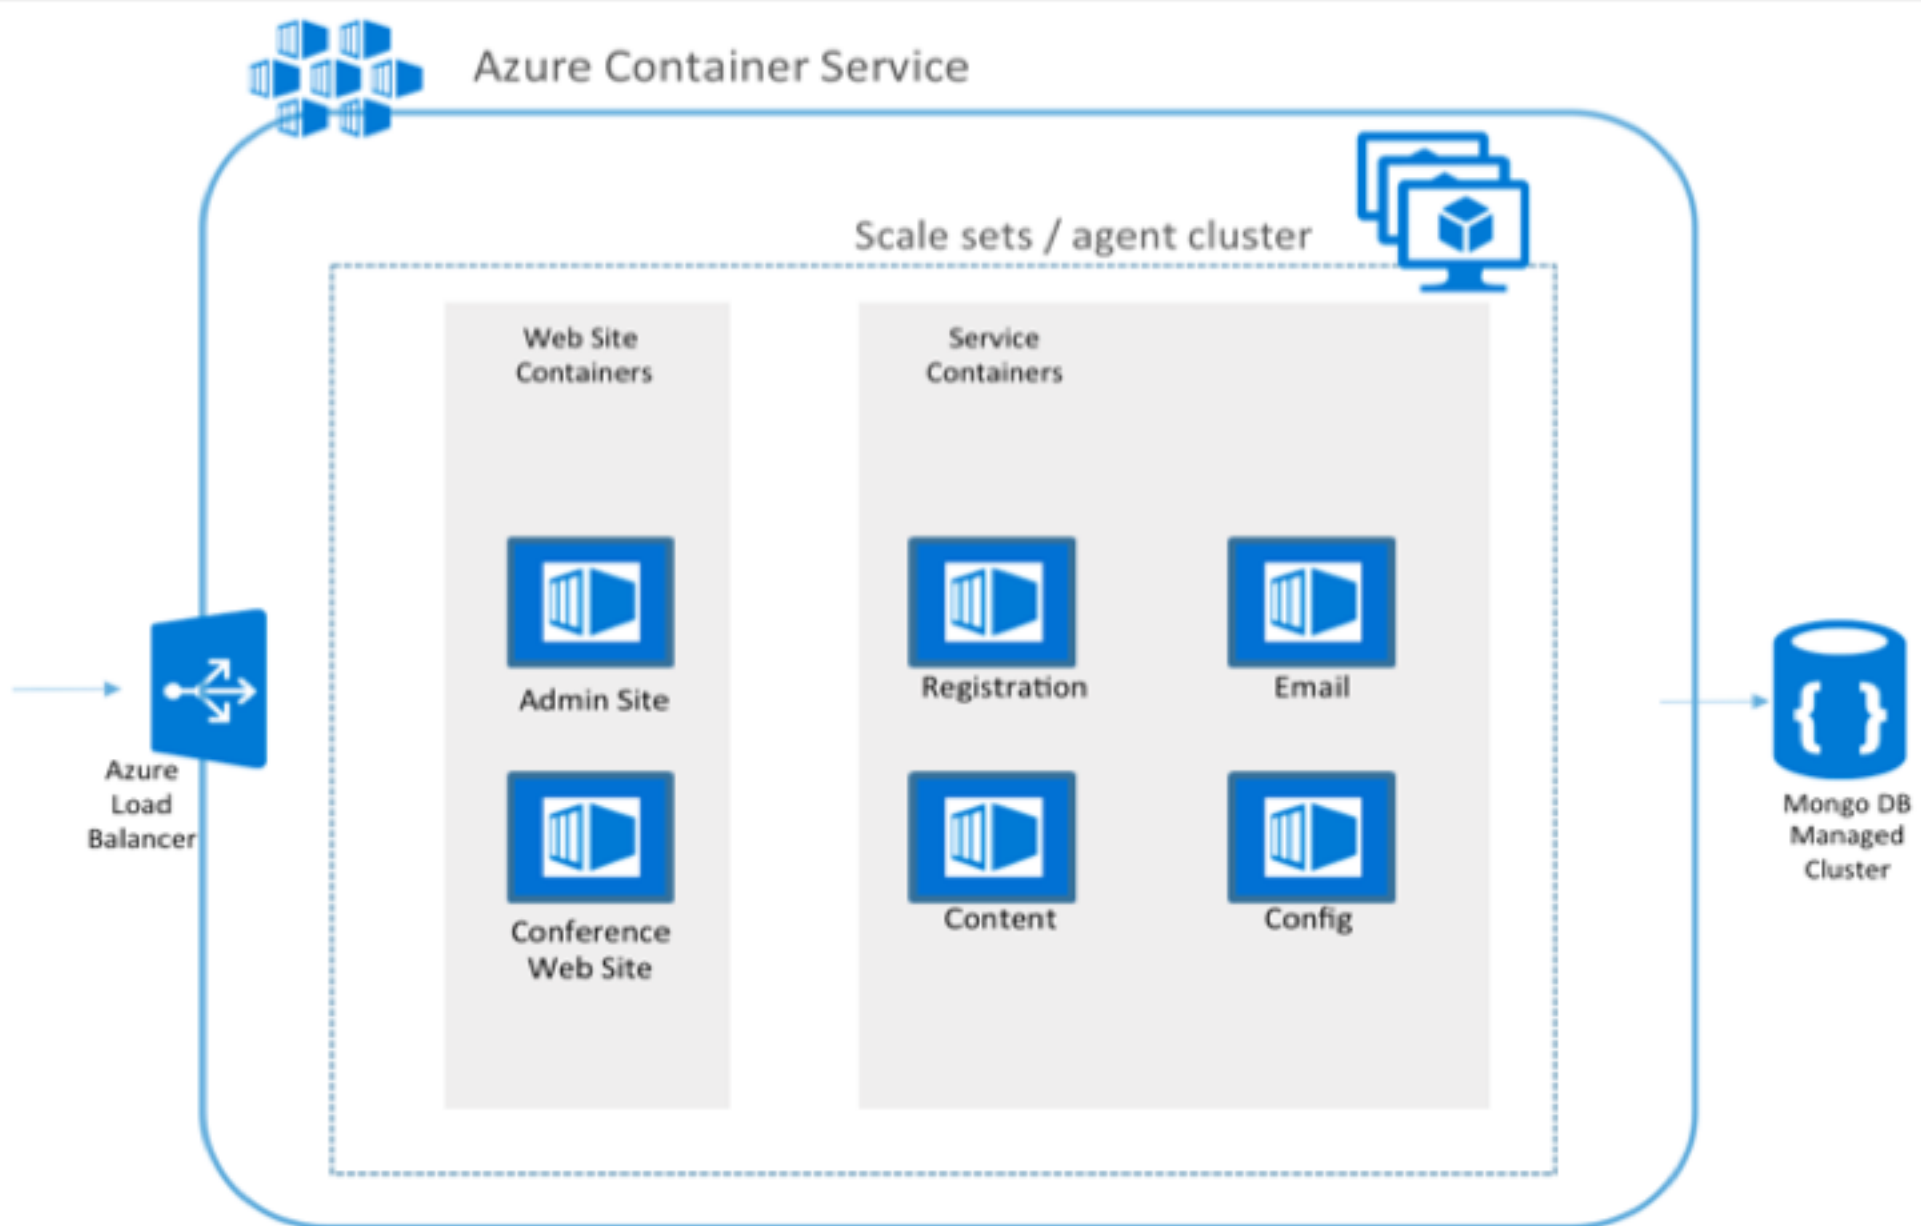 Azure Container Service
Scale sets / agent cluster
Web Site
Containers
Service
Containers
Admin Site
Registration
Email
Azure
Load
Balancer
Mongo DB
Managed
Cluster
Conference
Web Site
Content
Config